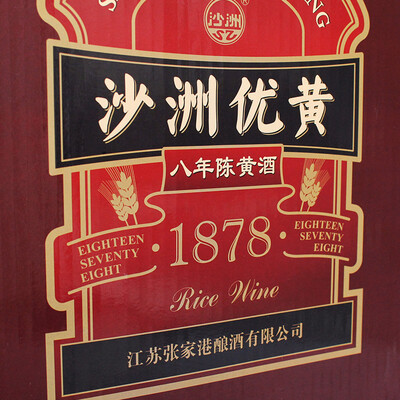 沙洲
SZ
®
沙洲优黄
八年陈黄酒
EIGHTEEN
SEVENTY
EIGHT
·1878·
EIGHTEEN
SEVENTY
EIGHT
Rice Wine
江苏张家港酿酒有限公司